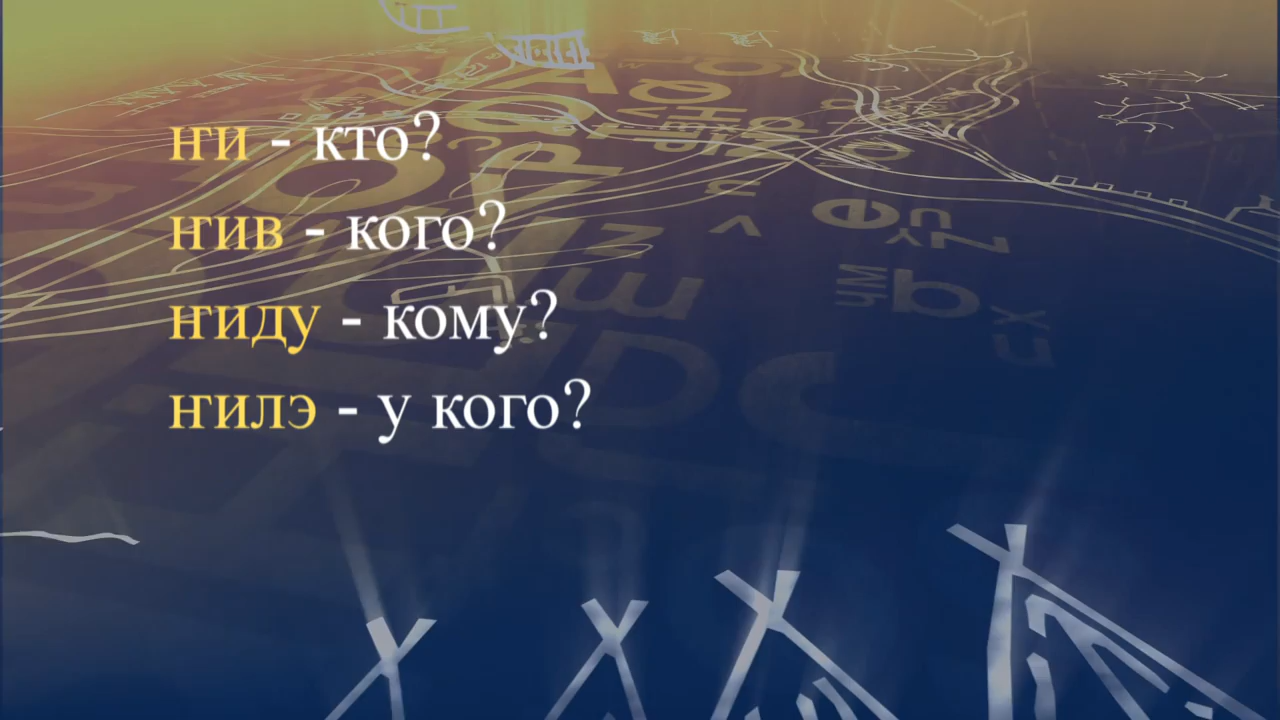 ӈи - кто?
ӈив - кого?
ӈиду - кому?
ӈилэ - у кого?